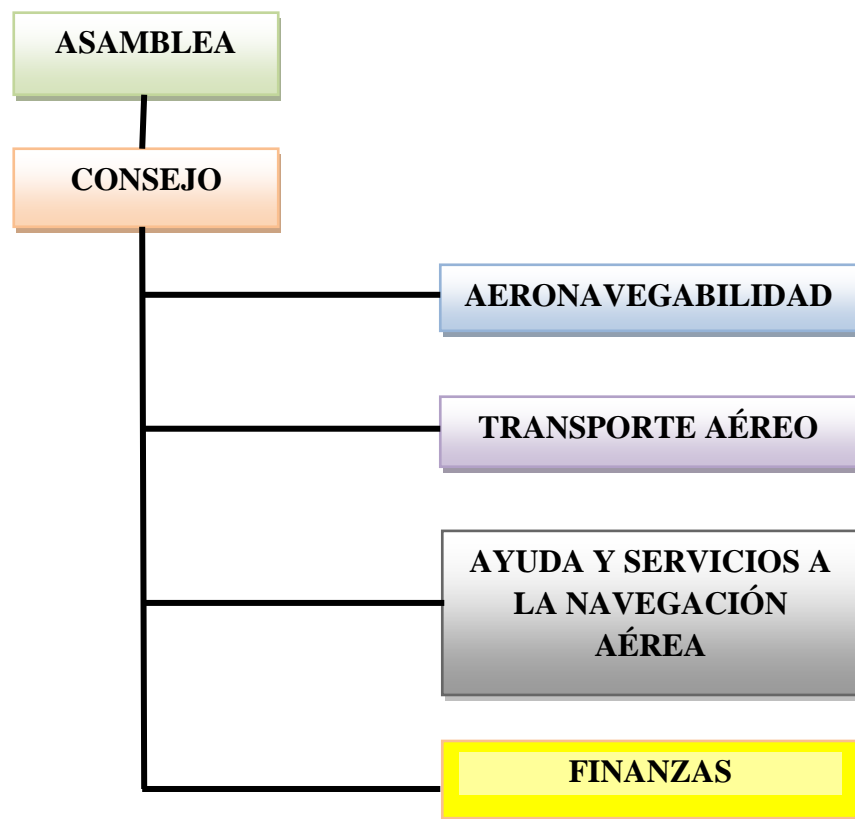 ASAMBLEA
CONSEJO
AERONAVEGABILIDAD
TRANSPORTE AÉREO
AYUDA Y SERVICIOS A
LA NAVEGACIÓN
AÉREA
FINANZAS